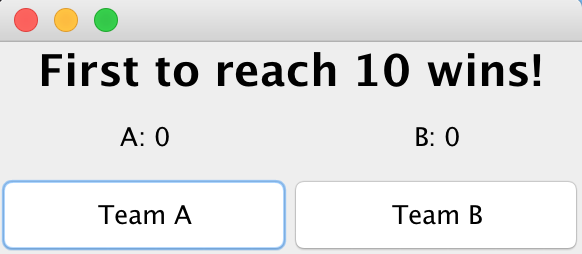 First to reach 10 wins!
A: 0 B: 0
Team A Team B